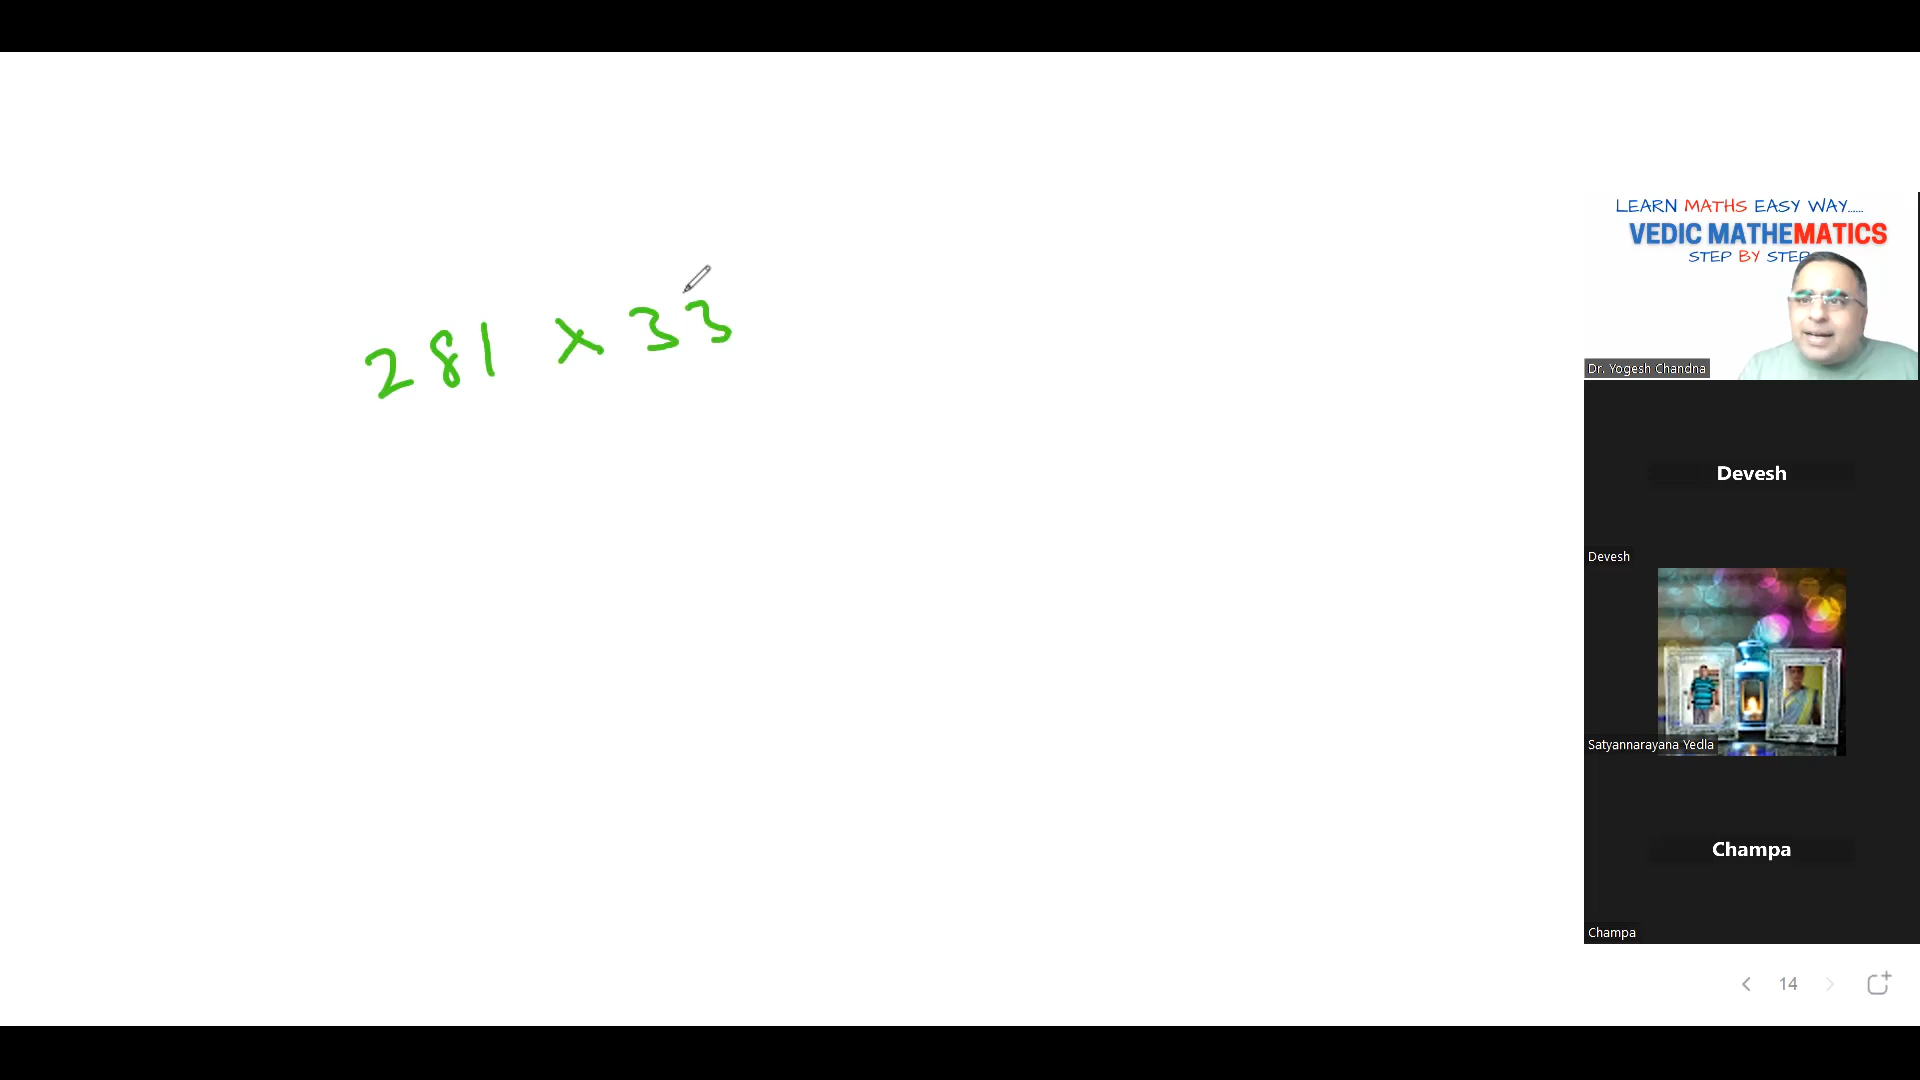 281 x 33
LEARN MATHS EASY WAY......
VEDIC MATHEMATICS
STEP BY STEP
Dr. Yogesh Chandna
Devesh
Devesh
Satyannarayana Yedla
Champa
Champa
14